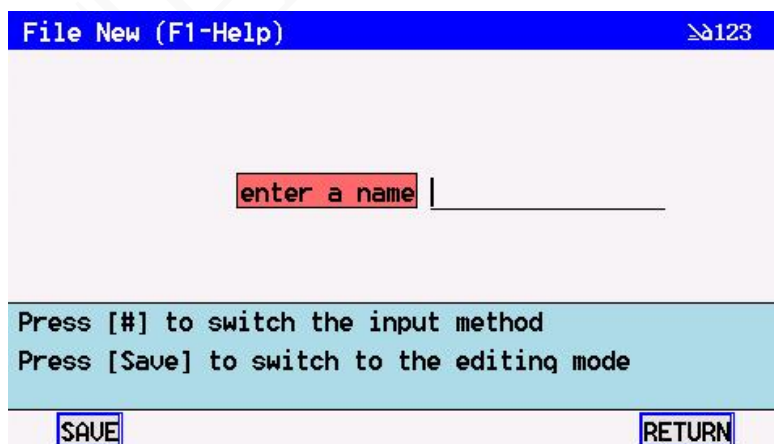 File New (F1-Help) 123
enter a name
Press [#] to switch the input method
Press [Save] to switch to the editing mode
SAVE RETURN